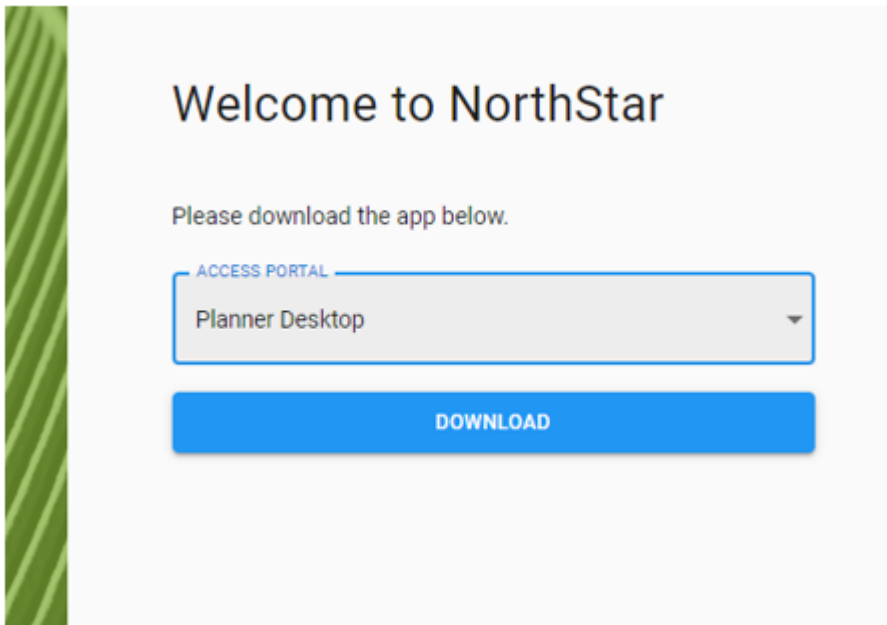 Welcome to NorthStar
Please download the app below.
ACCESS PORTAL
Planner Desktop
DOWNLOAD